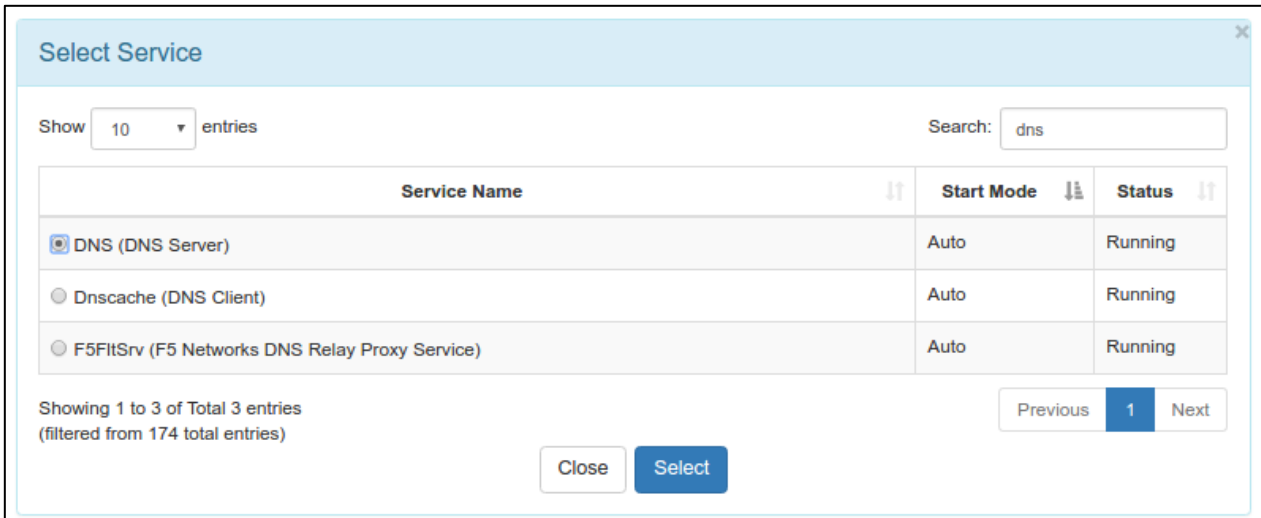 Select Service
×
Show 10 entries Search: dns
Service Name Start Mode Status
DNS (DNS Server) Auto Running
Dnscache (DNS Client) Auto Running
F5FltSrv (F5 Networks DNS Relay Proxy Service) Auto Running
Showing 1 to 3 of Total 3 entries
(filtered from 174 total entries)
Previous 1 Next
Close Select